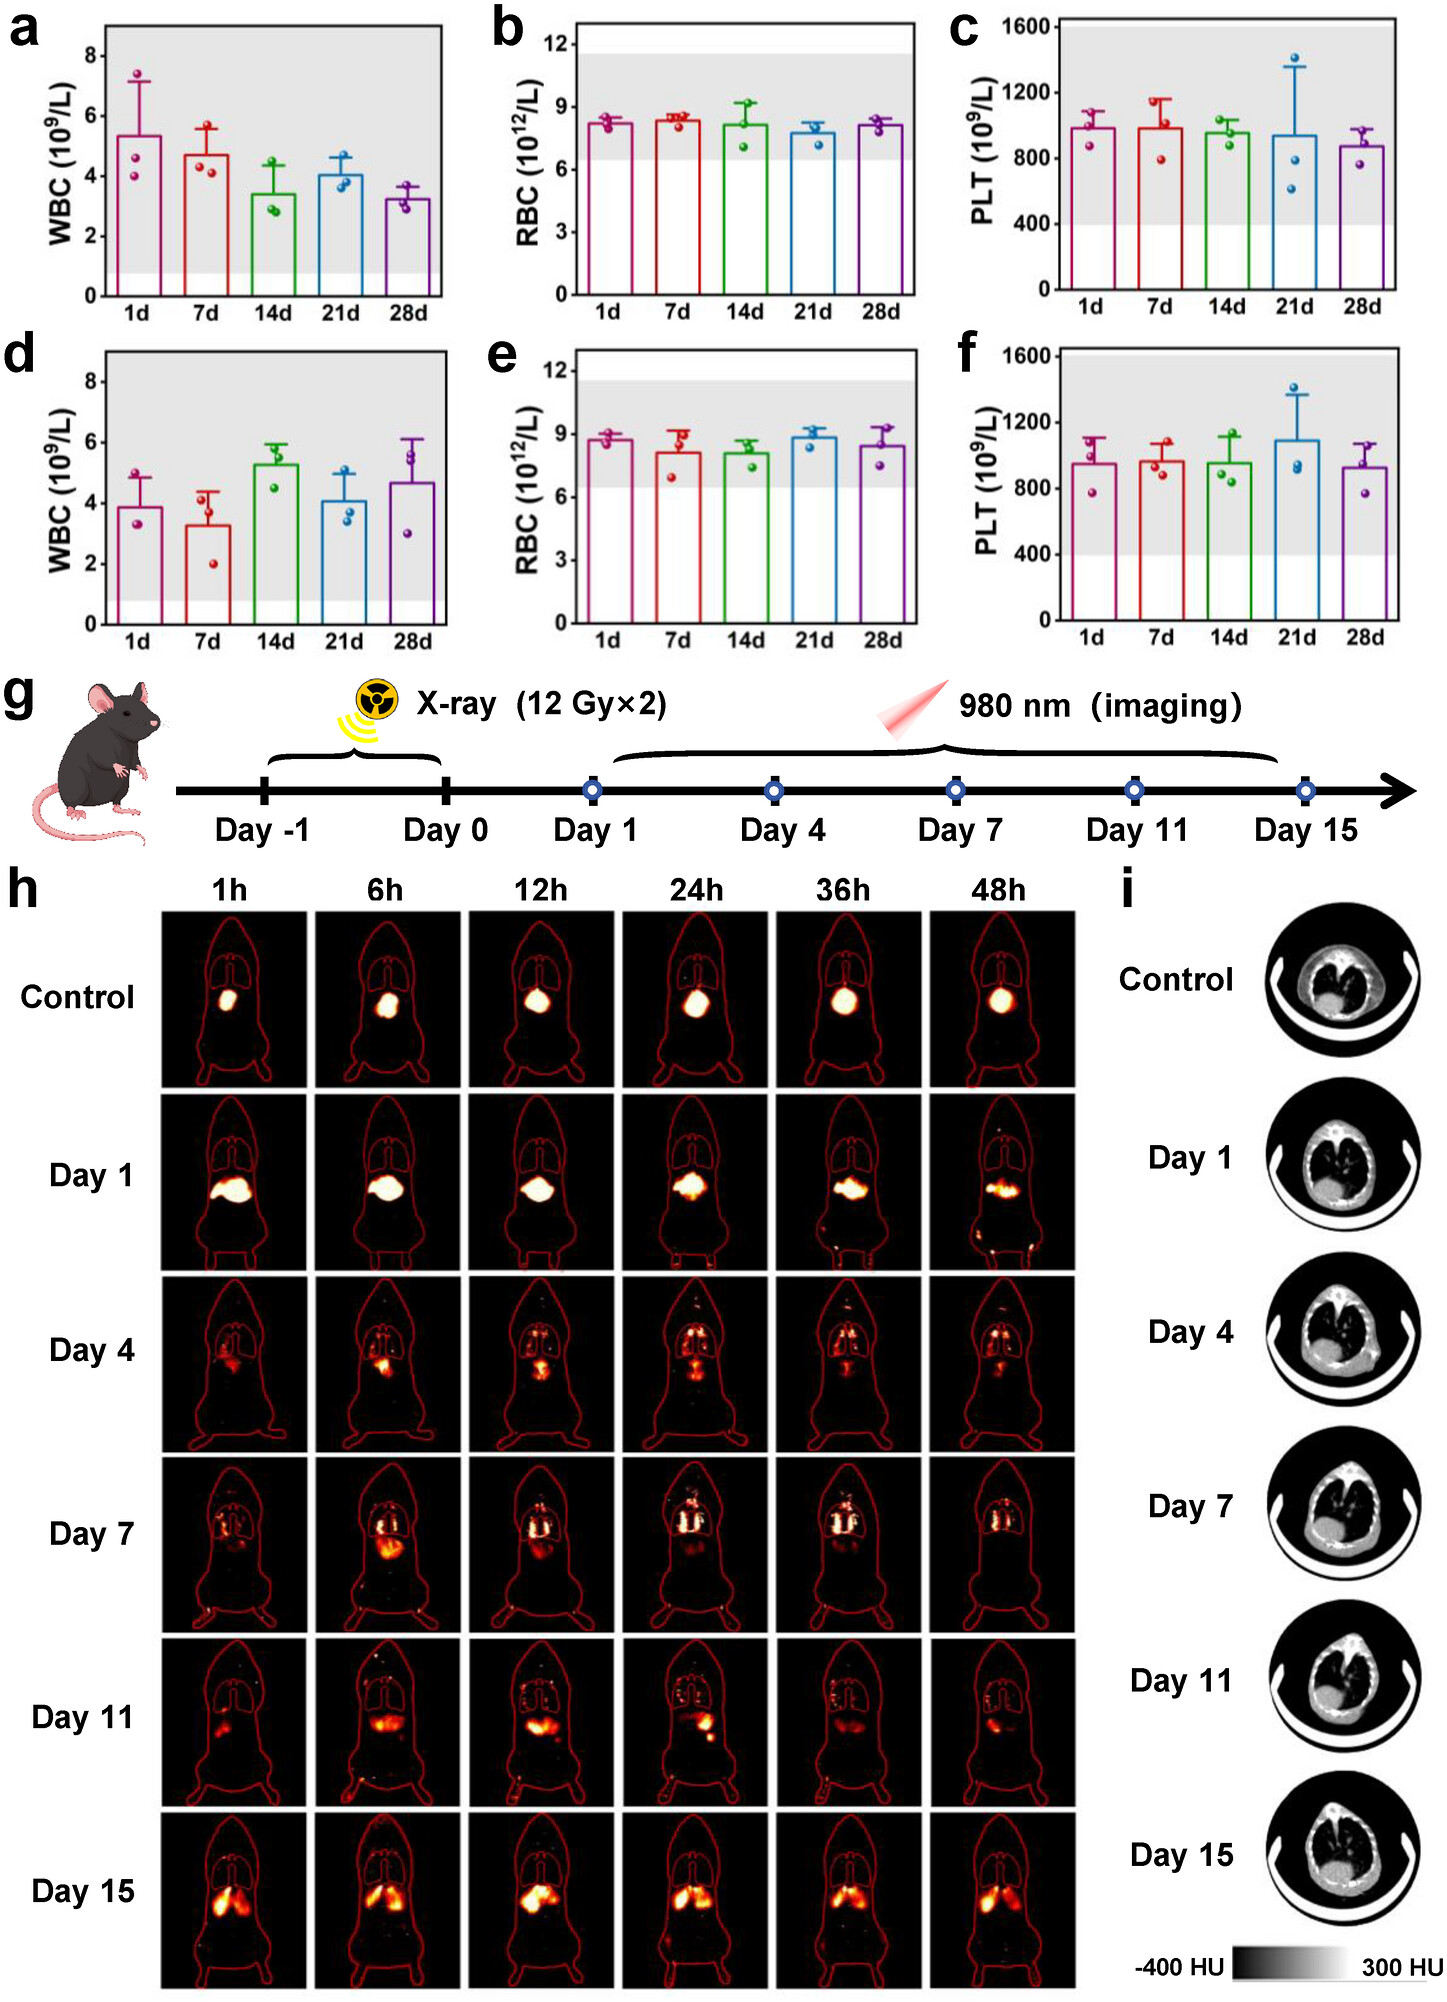 a
WBC (10⁹/L)
8
6
4
2
0
1d 7d 14d 21d 28d
b
RBC (10¹²/L)
12
9
6
3
0
1d 7d 14d 21d 28d
c
PLT (10⁹/L)
1600
1200
800
400
0
1d 7d 14d 21d 28d
d
WBC (10⁹/L)
8
6
4
2
0
1d 7d 14d 21d 28d
e
RBC (10¹²/L)
12
9
6
3
0
1d 7d 14d 21d 28d
f
PLT (10⁹/L)
1600
1200
800
400
0
1d 7d 14d 21d 28d
g
X-ray (12 Gy×2)
980 nm (imaging)
Day -1 Day 0 Day 1 Day 4 Day 7 Day 11 Day 15
h
1h 6h 12h 24h 36h 48h
Control
Day 1
Day 4
Day 7
Day 11
Day 15
i
Control
Day 1
Day 4
Day 7
Day 11
Day 15
-400 HU 300 HU